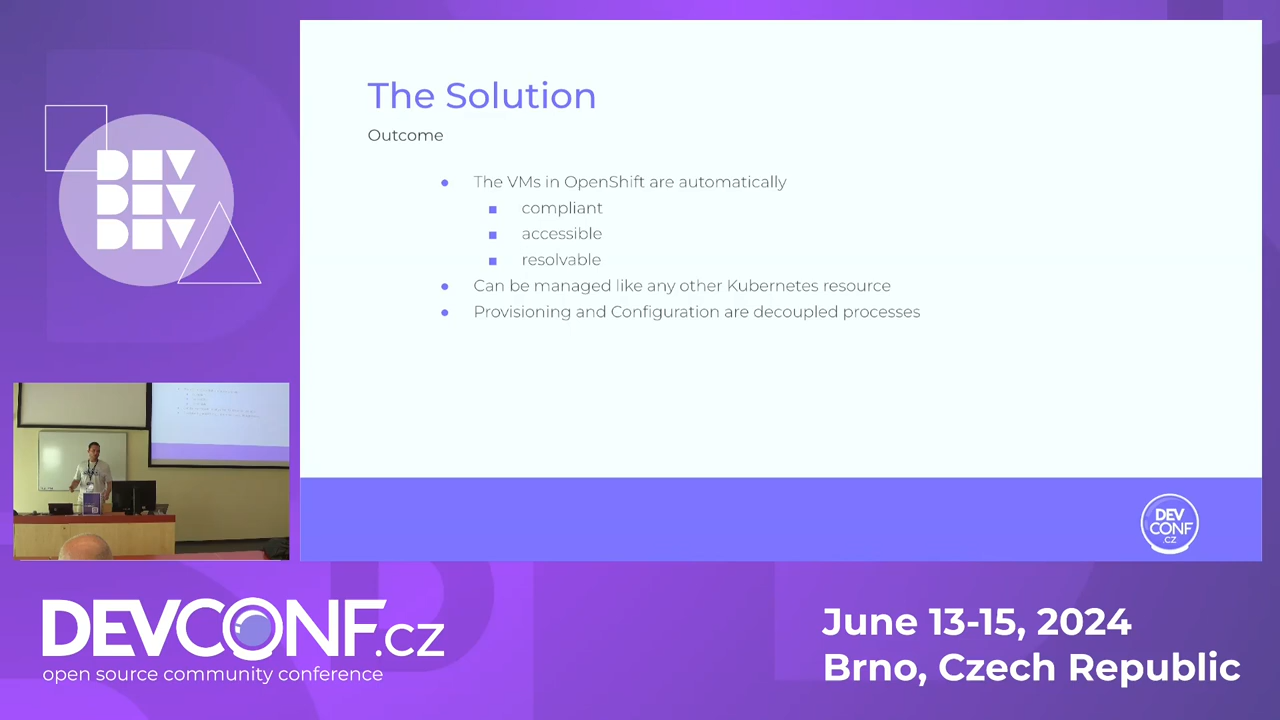 The Solution
Outcome
The VMs in OpenShift are automatically
compliant
accessible
resolvable
Can be managed like any other Kubernetes resource
Provisioning and Configuration are decoupled processes
DEV
DEV
DEV
DEV
CONF
.CZ
DEVCONF.cz
open source community conference
June 13-15, 2024
Brno, Czech Republic